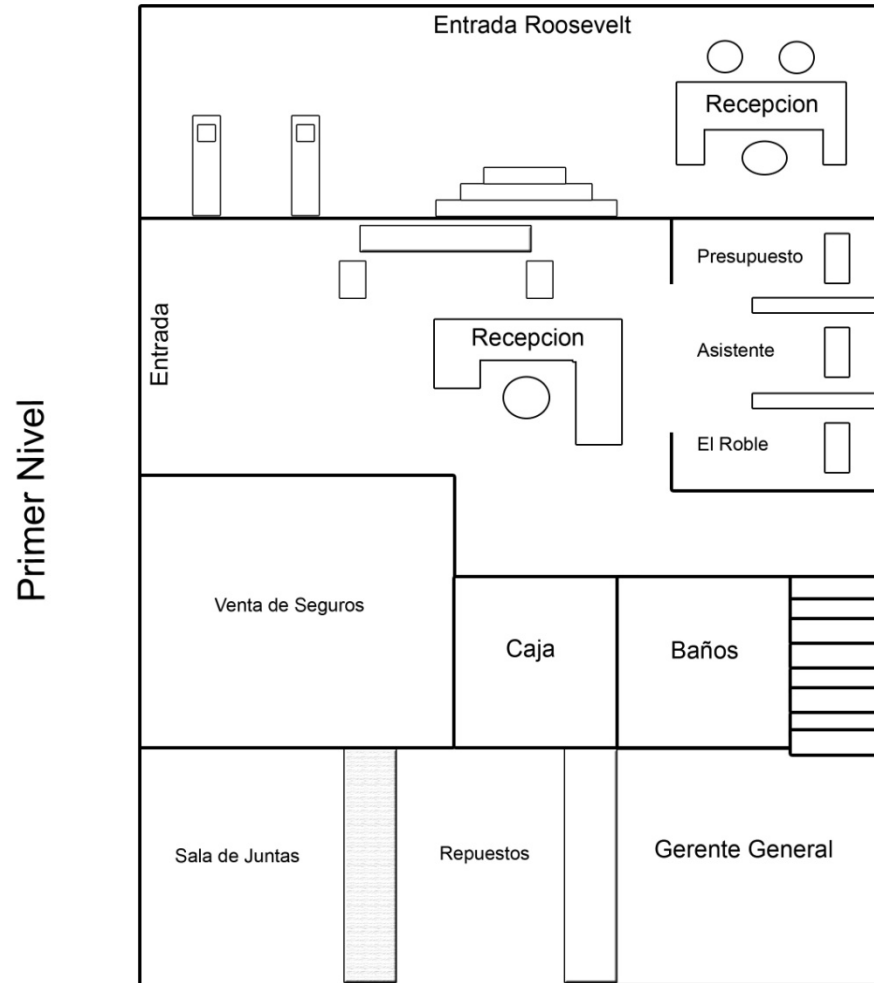 Entrada Roosevelt
Recepcion
Presupuesto
Entrada
Recepcion
Asistente
El Roble
Primer Nivel
Venta de Seguros
Caja
Baños
Sala de Juntas
Repuestos
Gerente General